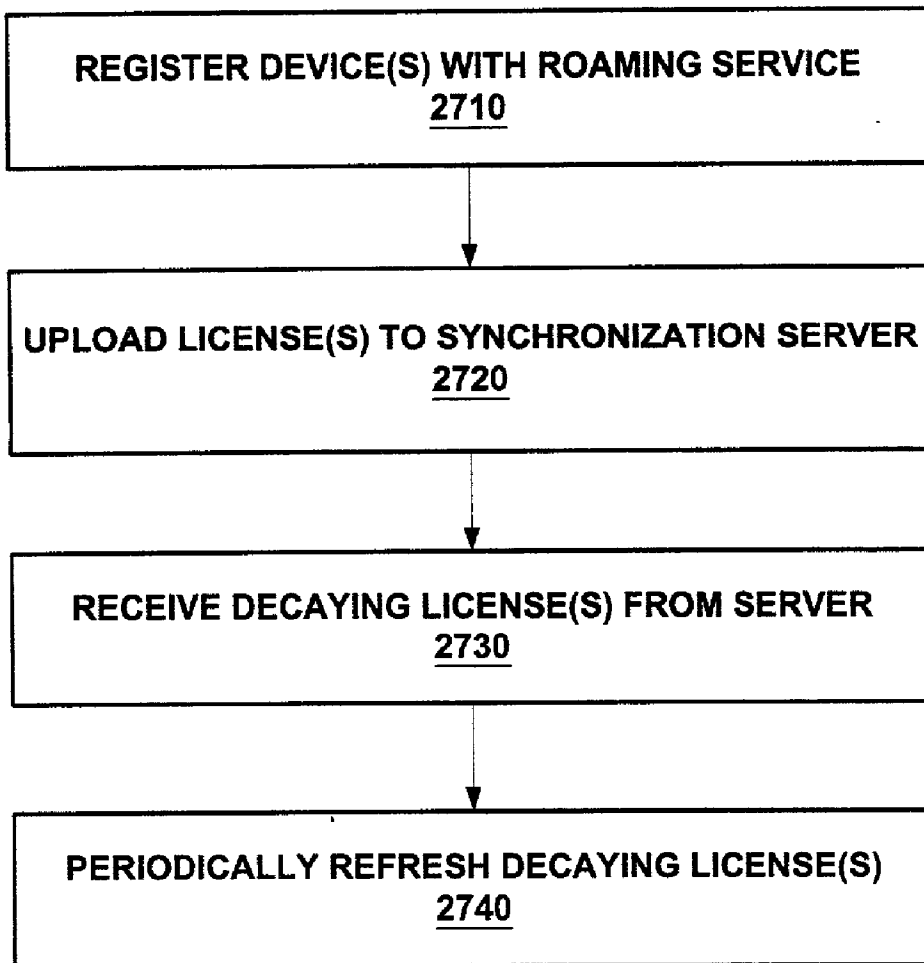 REGISTER DEVICE(S) WITH ROAMING SERVICE
2710
UPLOAD LICENSE(S) TO SYNCHRONIZATION SERVER
2720
RECEIVE DECAYING LICENSE(S) FROM SERVER
2730
PERIODICALLY REFRESH DECAYING LICENSE(S)
2740